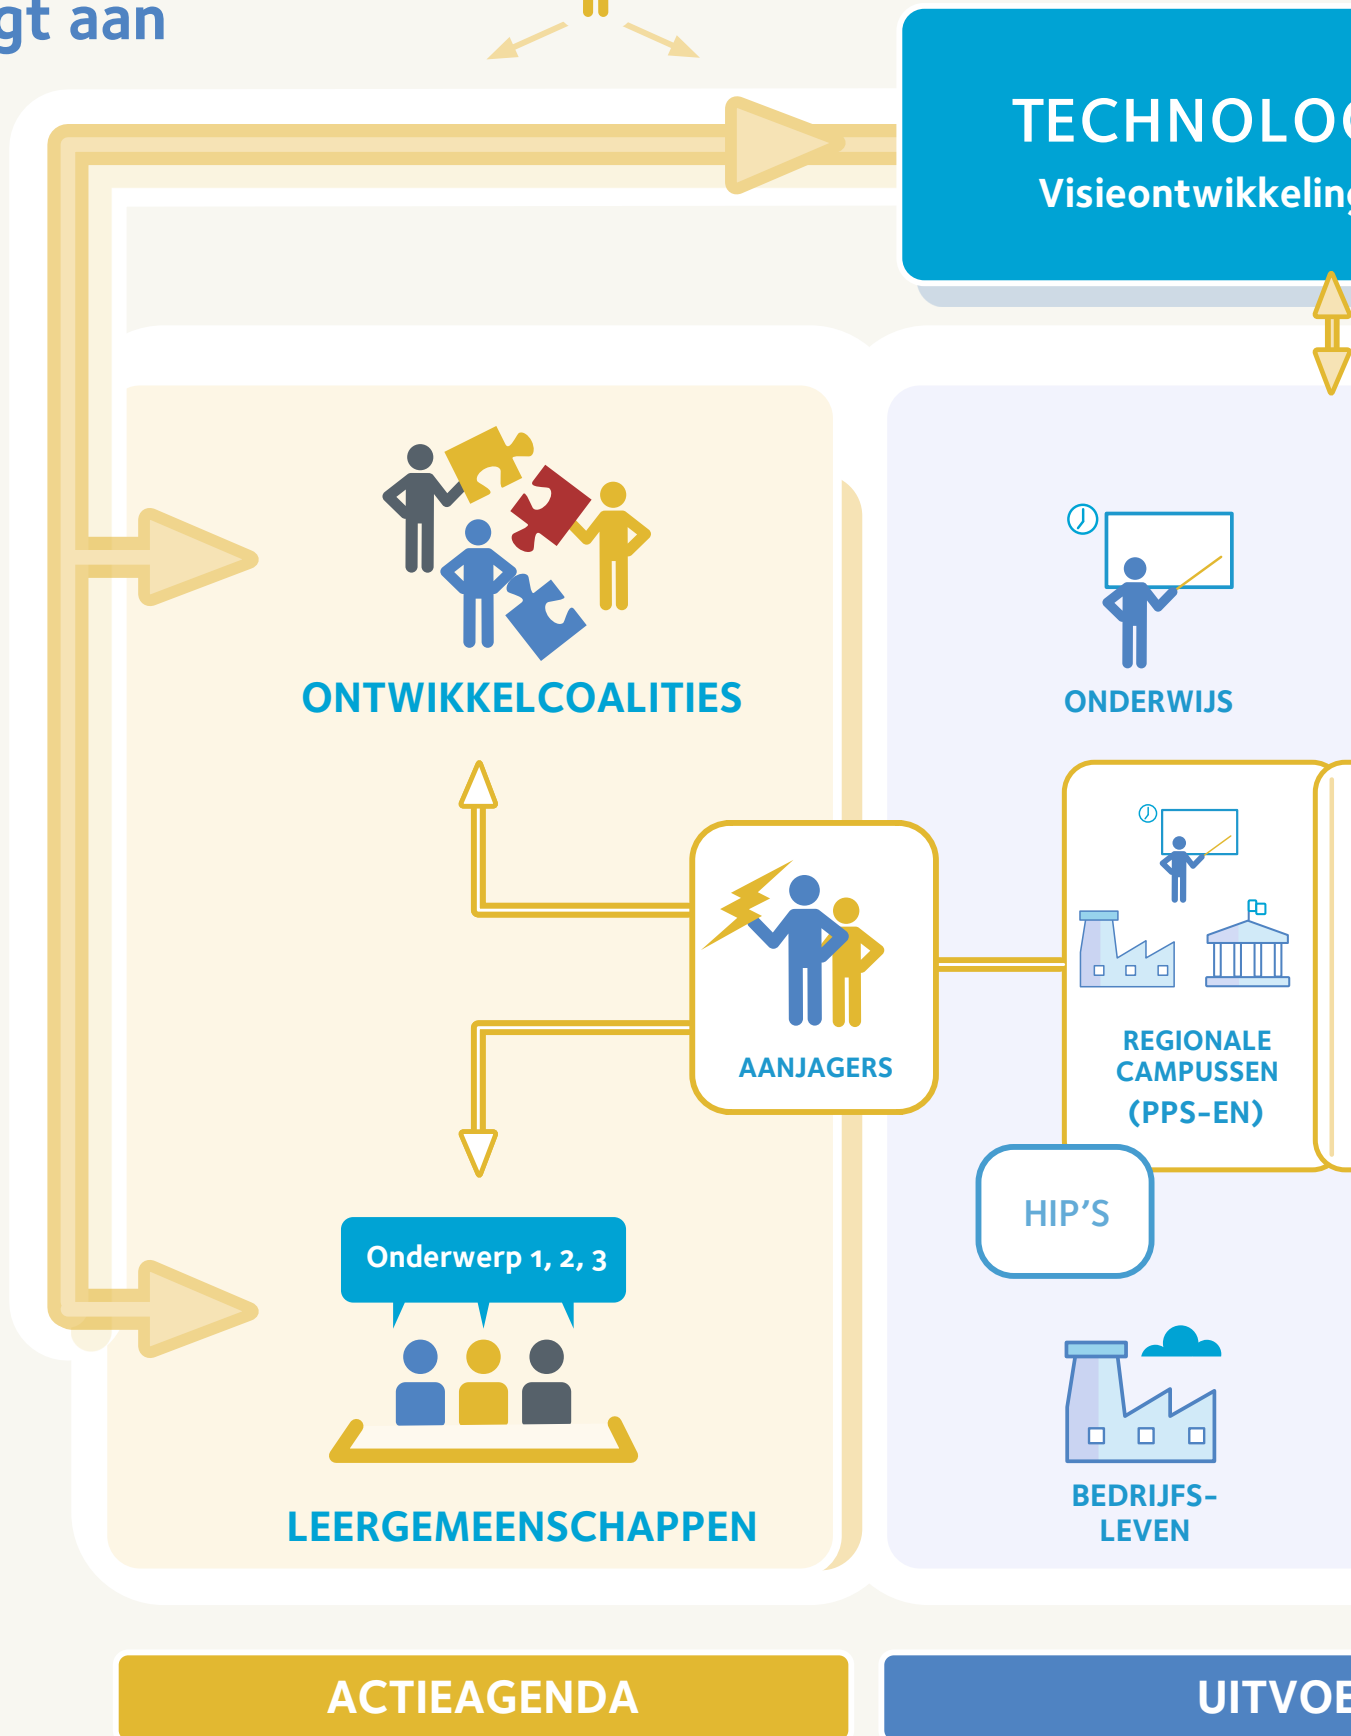 gt aan
TECHNOLO
Visieontwikkeling
ONTWIKKELCOALITIES
ONDERWIJS
AANJAGERS
REGIONALE
CAMPUSSEN
(PPS-EN)
HIP'S
Onderwerp 1, 2, 3
LEERGEMEENSCHAPPEN
BEDRIJFS-
LEVEN
ACTIEAGENDA
UITVOE